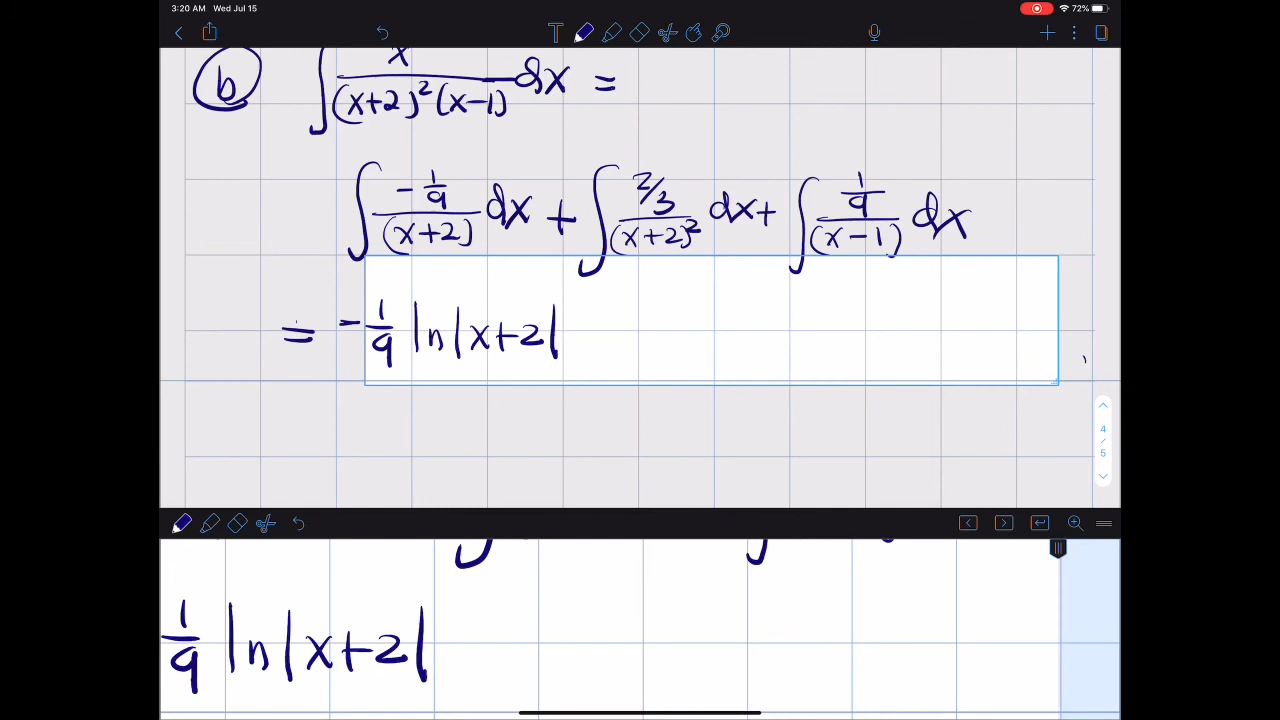 3:20 AM Wed Jul 15 72%
T
b ∫ x/((x+2)²(x-1)) dx =
∫ (-1/9)/(x+2) dx + ∫ (2/3)/(x+2)² dx + ∫ (1/9)/(x-1) dx
= -1/9 ln|x+2|
4/5
1/9 ln|x+2|